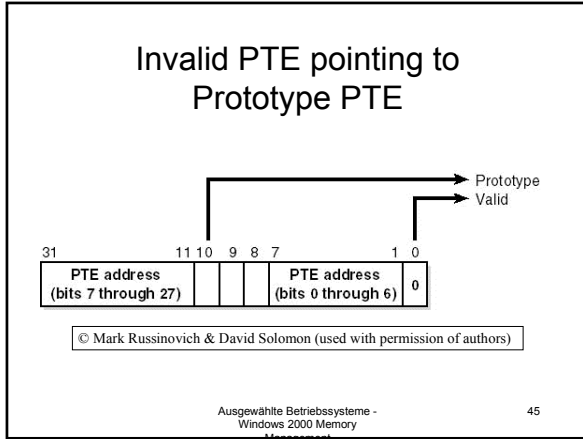 Invalid PTE pointing to
Prototype PTE
Prototype
Valid
31 11 10 9 8 7 1 0
PTE address PTE address
(bits 7 through 27) (bits 0 through 6) 0
© Mark Russinovich & David Solomon (used with permission of authors)
Ausgewählte Betriebssysteme - 45
Windows 2000 Memory
Management